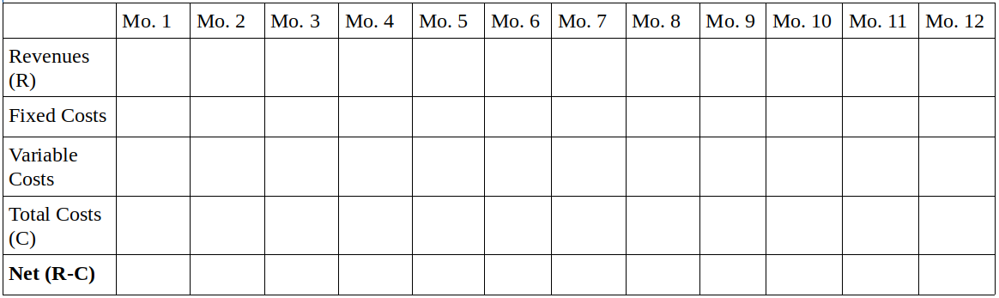 Mo. 1 Mo. 2 Mo. 3 Mo. 4 Mo. 5 Mo. 6 Mo. 7 Mo. 8 Mo. 9 Mo. 10 Mo. 11 Mo. 12
Revenues
(R)
Fixed Costs
Variable
Costs
Total Costs
(C)
Net (R-C)